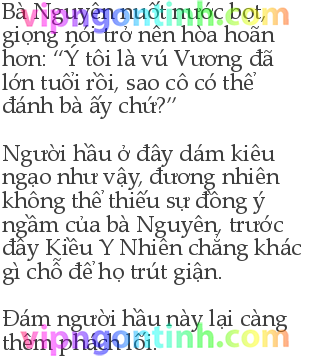 Bà Nguyên nuốt nước bọt,
giọng nói trở nên hòa hoãn
hơn: “Ý tôi là vú Vương đã
lớn tuổi rồi, sao cô có thể
đánh bà ấy chứ?”

Người hầu ở đây dám kiêu
ngạo như vậy, đương nhiên
không thể thiếu sự đồng ý
ngầm của bà Nguyên, trước
đây Kiều Y Nhiên chẳng khác
gì chỗ để họ trút giận.

Đám người hầu này lại càng
thêm phách lối.
vipngontinh.com
vipngontinh.com